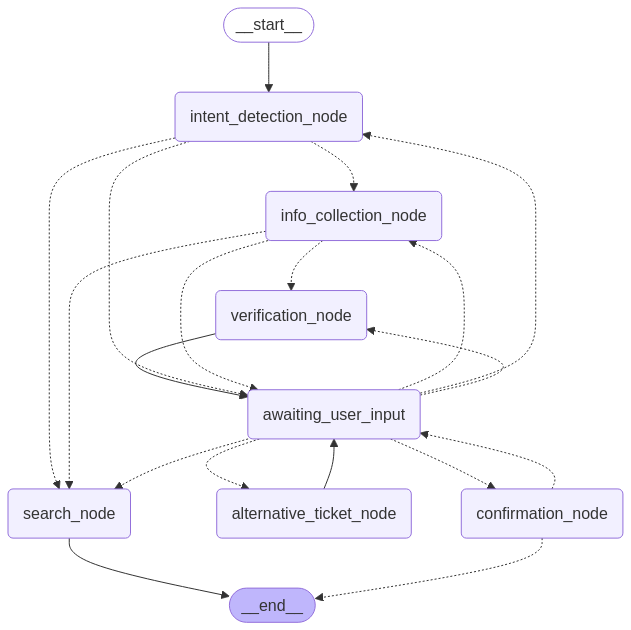 __start__
intent_detection_node
info_collection_node
verification_node
awaiting_user_input
search_node
alternative_ticket_node
confirmation_node
__end__